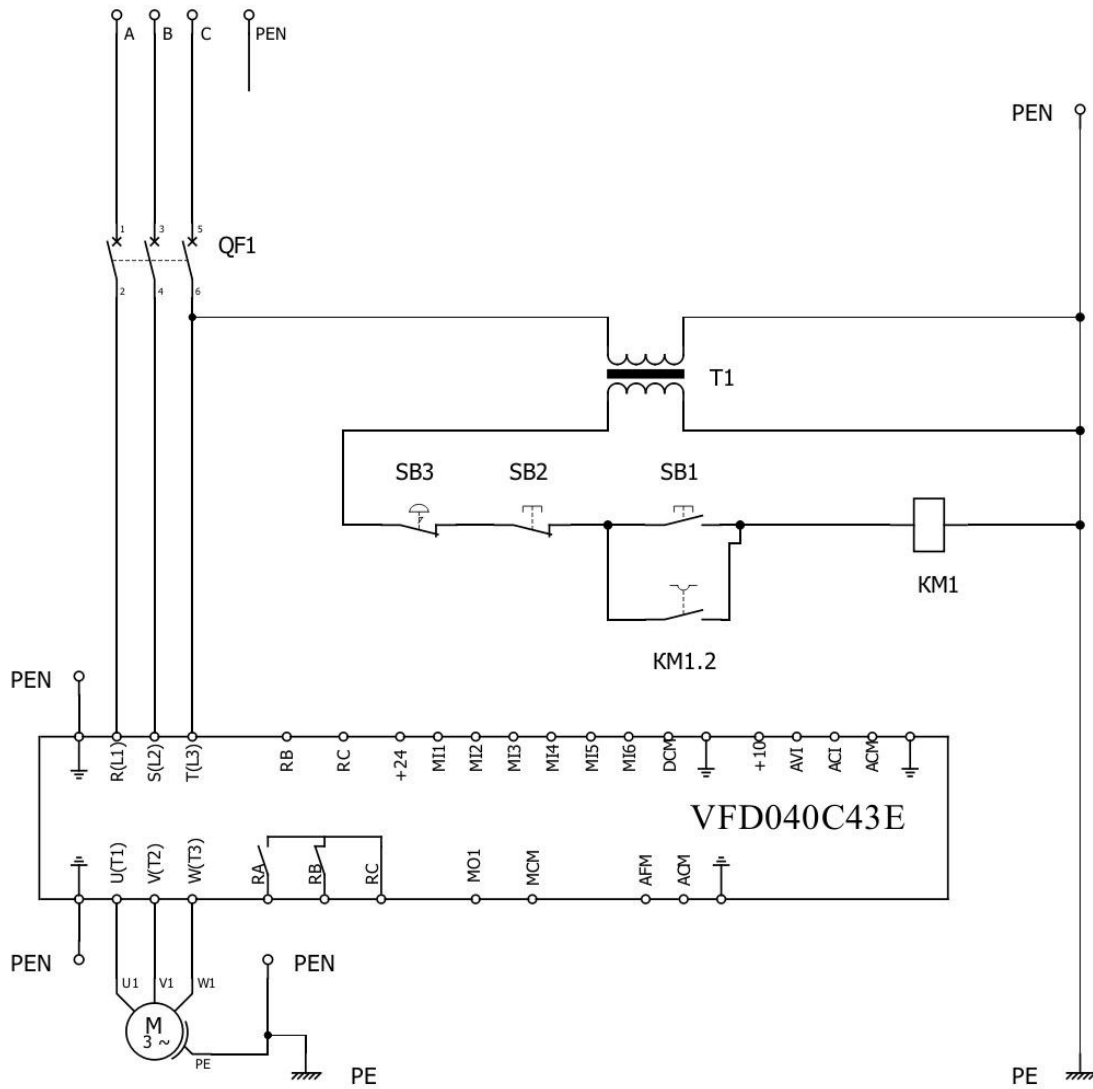 A B C PEN
PEN
1 3 5
QF1
2 4 6
T1
SB3 SB2 SB1
KM1
KM1.2
PEN
R(L1) S(L2) T(L3) RB RC +24 MI1 MI2 MI3 MI4 MI5 MI6 DCM +10 AVI ACI ACM
VFD040C43E
U(T1) V(T2) W(T3) RA RB RC MO1 MCM AFM ACM
PEN PEN
U1 V1 W1
M
3 ~
PE
PE PE